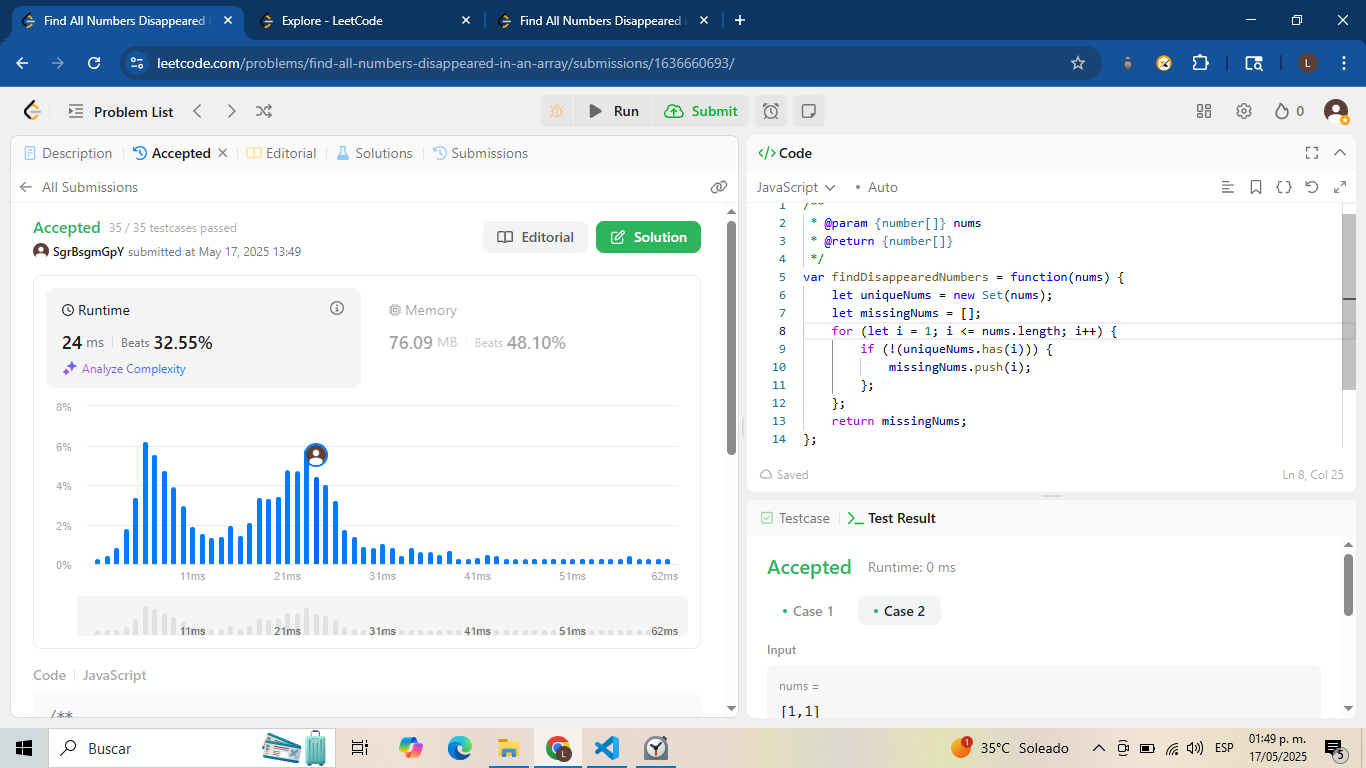 Find All Numbers Disappeared i
Explore - LeetCode
Find All Numbers Disappeared i
leetcode.com/problems/find-all-numbers-disappeared-in-an-array/submissions/1636660693/
L
Problem List
Run
Submit
0
Description
Accepted
Editorial
Solutions
Submissions
All Submissions
Accepted 35 / 35 testcases passed
SgrBsgmGpY submitted at May 17, 2025 13:49
Editorial
Solution
Runtime
24 ms Beats 32.55%
Analyze Complexity
Memory
76.09 MB Beats 48.10%
8%
6%
4%
2%
0%
11ms 21ms 31ms 41ms 51ms 62ms
11ms 21ms 31ms 41ms 51ms 62ms
Code JavaScript
/**
Code
JavaScript
Auto
1 /**
2 * @param {number[]} nums
3 * @return {number[]}
4 */
5 var findDisappearedNumbers = function(nums) {
6 let uniqueNums = new Set(nums);
7 let missingNums = [];
8 for (let i = 1; i <= nums.length; i++) {
9 if (!(uniqueNums.has(i))) {
10 missingNums.push(i);
11 };
12 };
13 return missingNums;
14 };
Saved
Ln 8, Col 25
Testcase
>_ Test Result
Accepted Runtime: 0 ms
Case 1
Case 2
Input
nums =
[1,1]
Buscar
L
1
35°C Soleado
ESP
01:49 p. m.
17/05/2025
5